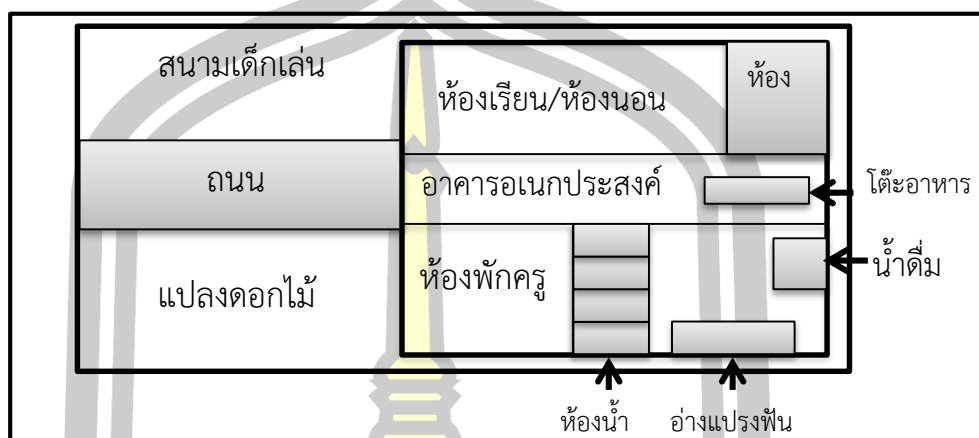 สนามเด็กเล่น
ห้อง
ห้องเรียน/ห้องนอน
ถนน
อาคารอเนกประสงค์
โต๊ะอาหาร
ห้องพักครู
น้ำดื่ม
แปลงดอกไม้
ห้องน้ำ
อ่างแปรงฟัน